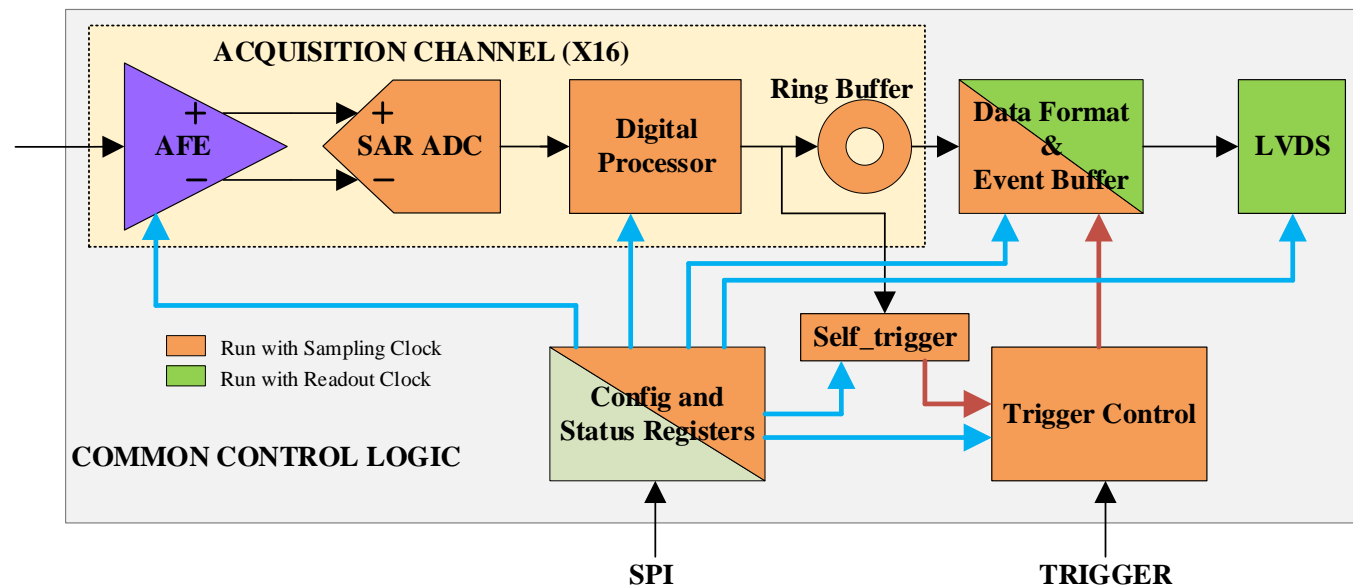 ACQUISITION CHANNEL (X16)
Ring Buffer
+
−
AFE
+
−
SAR ADC
Digital
Processor
Data Format
&
Event Buffer
LVDS
Run with Sampling Clock
Run with Readout Clock
Self_trigger
Config and
Status Registers
Trigger Control
COMMON CONTROL LOGIC
SPI
TRIGGER